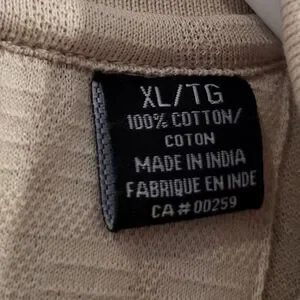 XL/TG
100% COTTON/
COTON
MADE IN INDIA
FABRIQUE EN INDE
CA # 00259